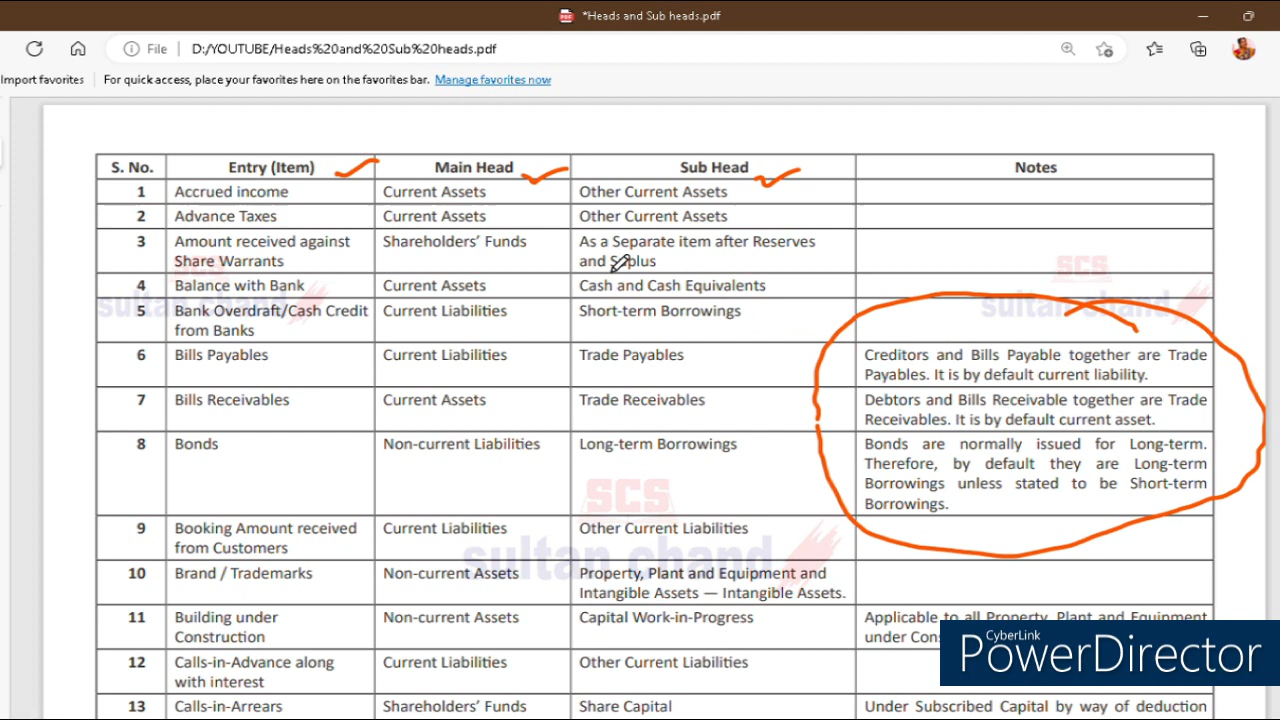 *Heads and Sub heads.pdf
File D:/YOUTUBE/Heads%20and%20Sub%20heads.pdf
Import favorites For quick access, place your favorites here on the favorites bar. Manage favorites now
S. No. Entry (Item) Main Head Sub Head Notes
1 Accrued income Current Assets Other Current Assets
2 Advance Taxes Current Assets Other Current Assets
3 Amount received against Shareholders' Funds As a Separate item after Reserves
Share Warrants and Surplus
4 Balance with Bank Current Assets Cash and Cash Equivalents
5 Bank Overdraft/Cash Credit Current Liabilities Short-term Borrowings
from Banks
6 Bills Payables Current Liabilities Trade Payables Creditors and Bills Payable together are Trade
Payables. It is by default current liability.
7 Bills Receivables Current Assets Trade Receivables Debtors and Bills Receivable together are Trade
Receivables. It is by default current asset.
8 Bonds Non-current Liabilities Long-term Borrowings Bonds are normally issued for Long-term.
Therefore, by default they are Long-term
Borrowings unless stated to be Short-term
Borrowings.
9 Booking Amount received Current Liabilities Other Current Liabilities
from Customers
10 Brand / Trademarks Non-current Assets Property, Plant and Equipment and
Intangible Assets — Intangible Assets.
11 Building under Non-current Assets Capital Work-in-Progress Applicable to all Property, Plant and Equipment
Construction under
12 Calls-in-Advance along Current Liabilities Other Current Liabilities
with interest
13 Calls-in-Arrears Shareholders' Funds Share Capital Under Subscribed Capital by way of deduction
SCS
sultan chand
SCS
sultan chand
SCS
sultan chand
CyberLink
PowerDirector